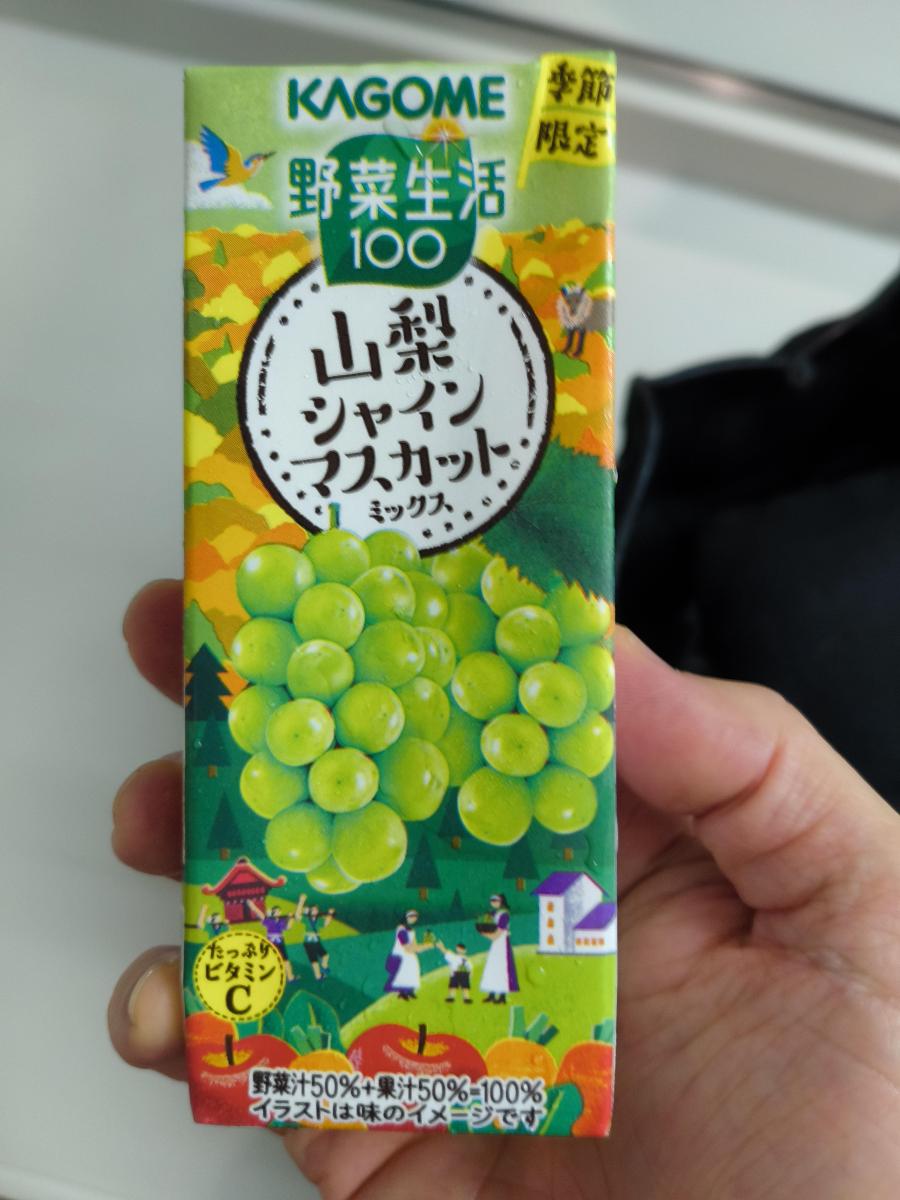 KAGOME
季節
限定
野菜生活
100
山梨
シャイン
マスカット
ミックス
たっぷり
ビタミン
C
野菜汁50%+果汁50%=100%
イラストは味のイメージです